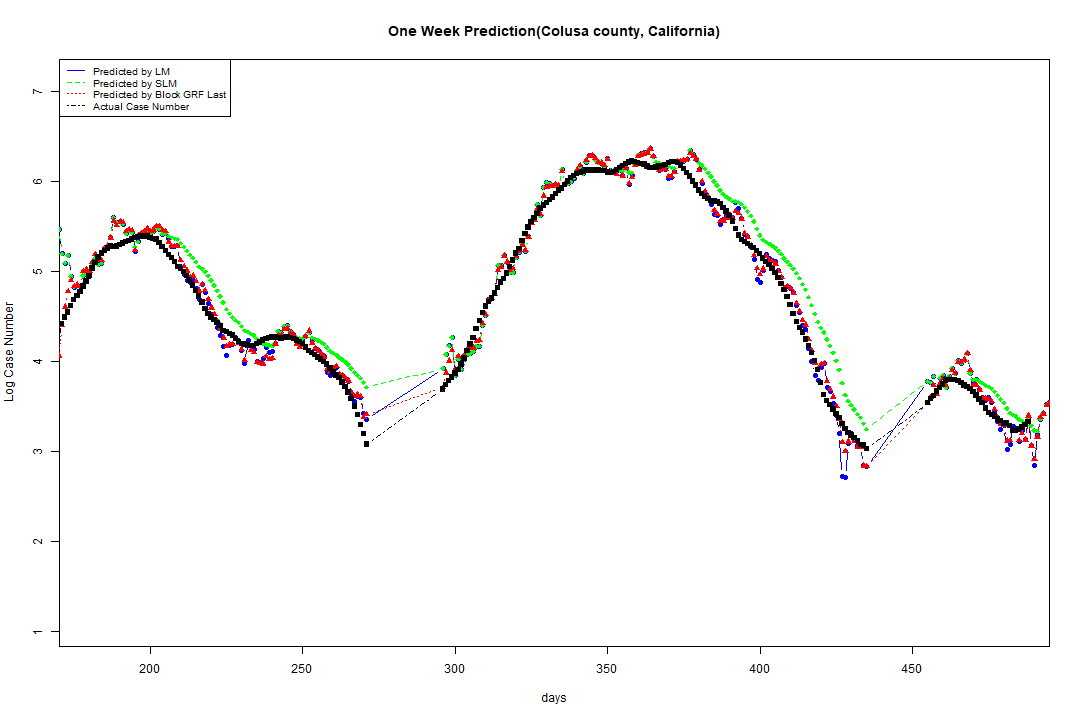 One Week Prediction(Colusa county, California)
Predicted by LM
Predicted by SLM
Predicted by Block GRF Last
Actual Case Number
7
6
5
4
3
2
1
Log Case Number
200 250 300 350 400 450
days